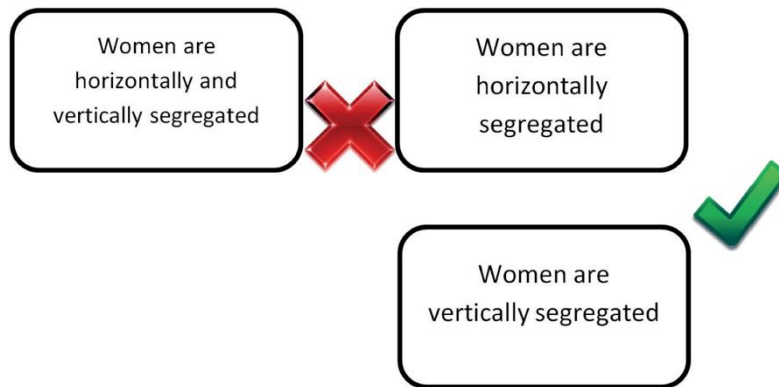 Women are
horizontally and
vertically segregated
Women are
horizontally
segregated
Women are
vertically segregated